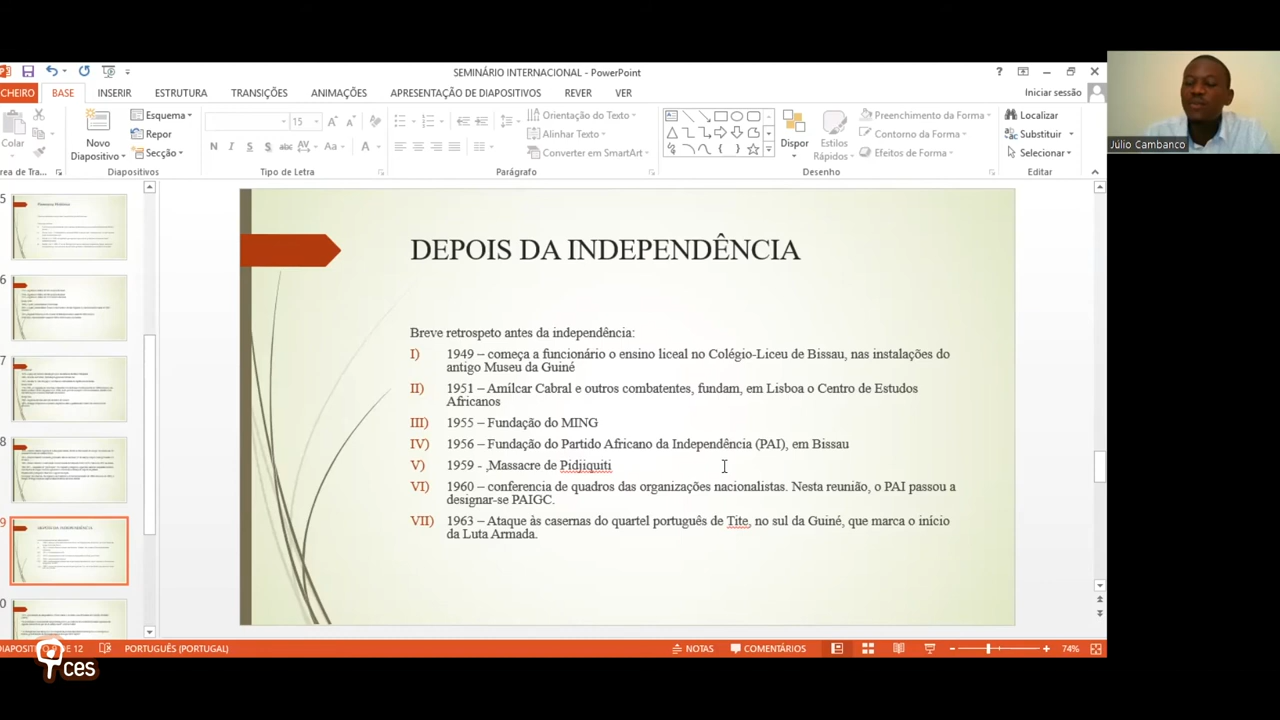 SEMINÁRIO INTERNACIONAL - PowerPoint
CHEIRO BASE INSERIR ESTRUTURA TRANSIÇÕES ANIMAÇÕES APRESENTAÇÃO DE DIAPOSITIVOS REVER VER Iniciar sessão
Colar
Novo
Diapositivo
Esquema
Repor
Secção
15
Orientação do Texto
Alinhar Texto
Converter em SmartArt
Dispor
Estilos
Rápidos
Preenchimento da Forma
Contorno da Forma
Efeitos de Forma
Localizar
Substituir
Selecionar
Diapositivos Tipo de Letra Parágrafo Desenho Editar
Júlio Cambanco
5
6
7
8
9
DEPOIS DA INDEPENDÊNCIA
Breve retrospeto antes da independência:
I) 1949 – começa a funcionário o ensino liceal no Colégio-Liceu de Bissau, nas instalações do
antigo Museu da Guiné
II) 1951 – Amílcar Cabral e outros combatentes, fundam, em Lisboa o Centro de Estudos
Africanos
III) 1955 – Fundação do MING
IV) 1956 – Fundação do Partido Africano da Independência (PAI), em Bissau
V) 1959 – Massacre de Pidjiquiti
VI) 1960 – conferencia de quadros das organizações nacionalistas. Nesta reunião, o PAI passou a
designar-se PAIGC.
VII) 1963 – Ataque às casernas do quartel português de Tite, no sul da Guiné, que marca o início
da Luta Armada.
DE 12 PORTUGUÊS (PORTUGAL) NOTAS COMENTÁRIOS 74%
ces